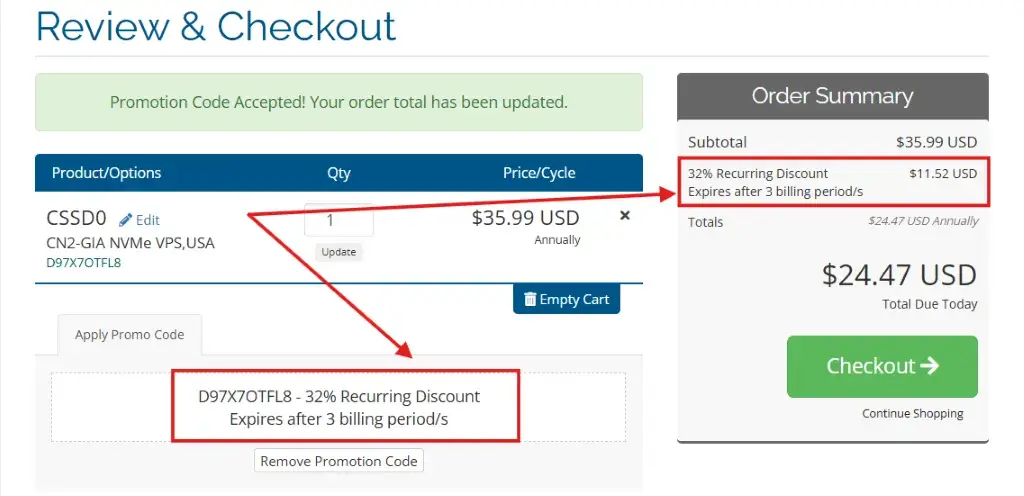 Review & Checkout
Promotion Code Accepted! Your order total has been updated.
Product/Options Qty Price/Cycle
CSSD0 Edit 1 $35.99 USD
CN2-GIA NVMe VPS,USA Annually
D97X7OTFL8 Update
Empty Cart
Apply Promo Code
D97X7OTFL8 - 32% Recurring Discount
Expires after 3 billing period/s
Remove Promotion Code
Order Summary
Subtotal $35.99 USD
32% Recurring Discount $11.52 USD
Expires after 3 billing period/s
Totals $24.47 USD Annually
$24.47 USD
Total Due Today
Checkout
Continue Shopping